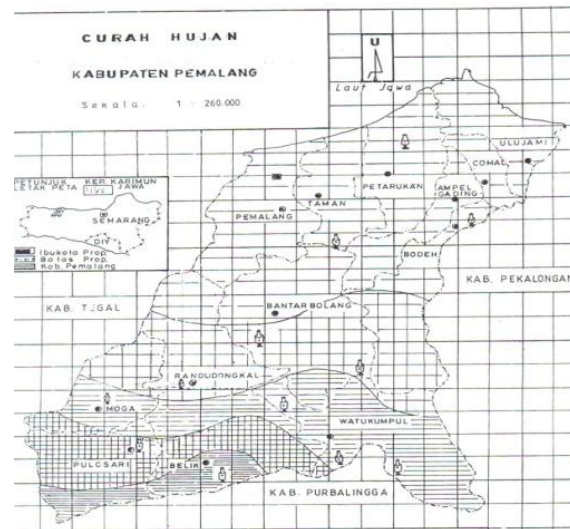 CURAH HUJAN
KABUPATEN PEMALANG
Sekala. 1 : 260.000
U
Laut Jawa
PETUNJUK KEP. KARIMUN
LETAK PETA JAWA
SEMARANG
DIY
Ibukota Prop.
Batas Prop.
Kab. Pemalang
ULUJAMI
COMAL
PETARUKAN
AMPEL
GADING
TAMAN
PEMALANG
BODEH
KAB. PEKALONGAN
KAB. TEGAL
BANTARBOLANG
RANDUDONGKAL
MOGA
WATUKUMPUL
PULOSARI
BELIK
KAB. PURBALINGGA